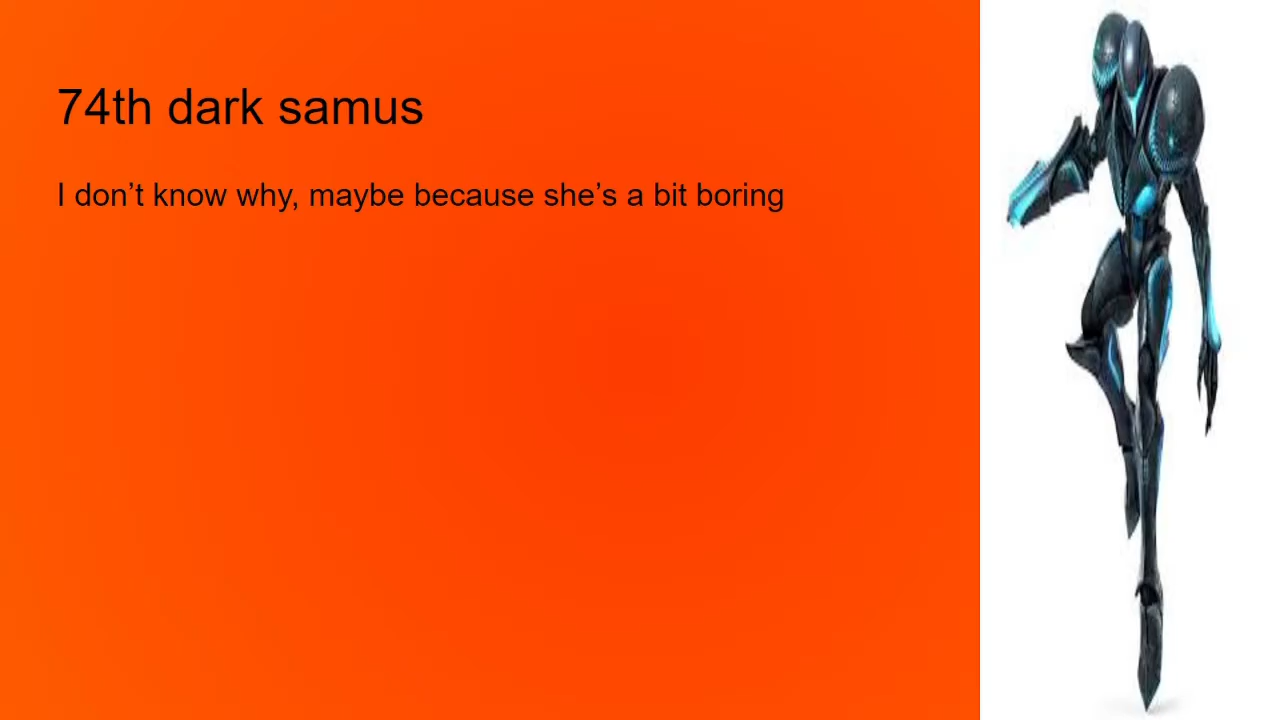 74th dark samus
I don’t know why, maybe because she’s a bit boring